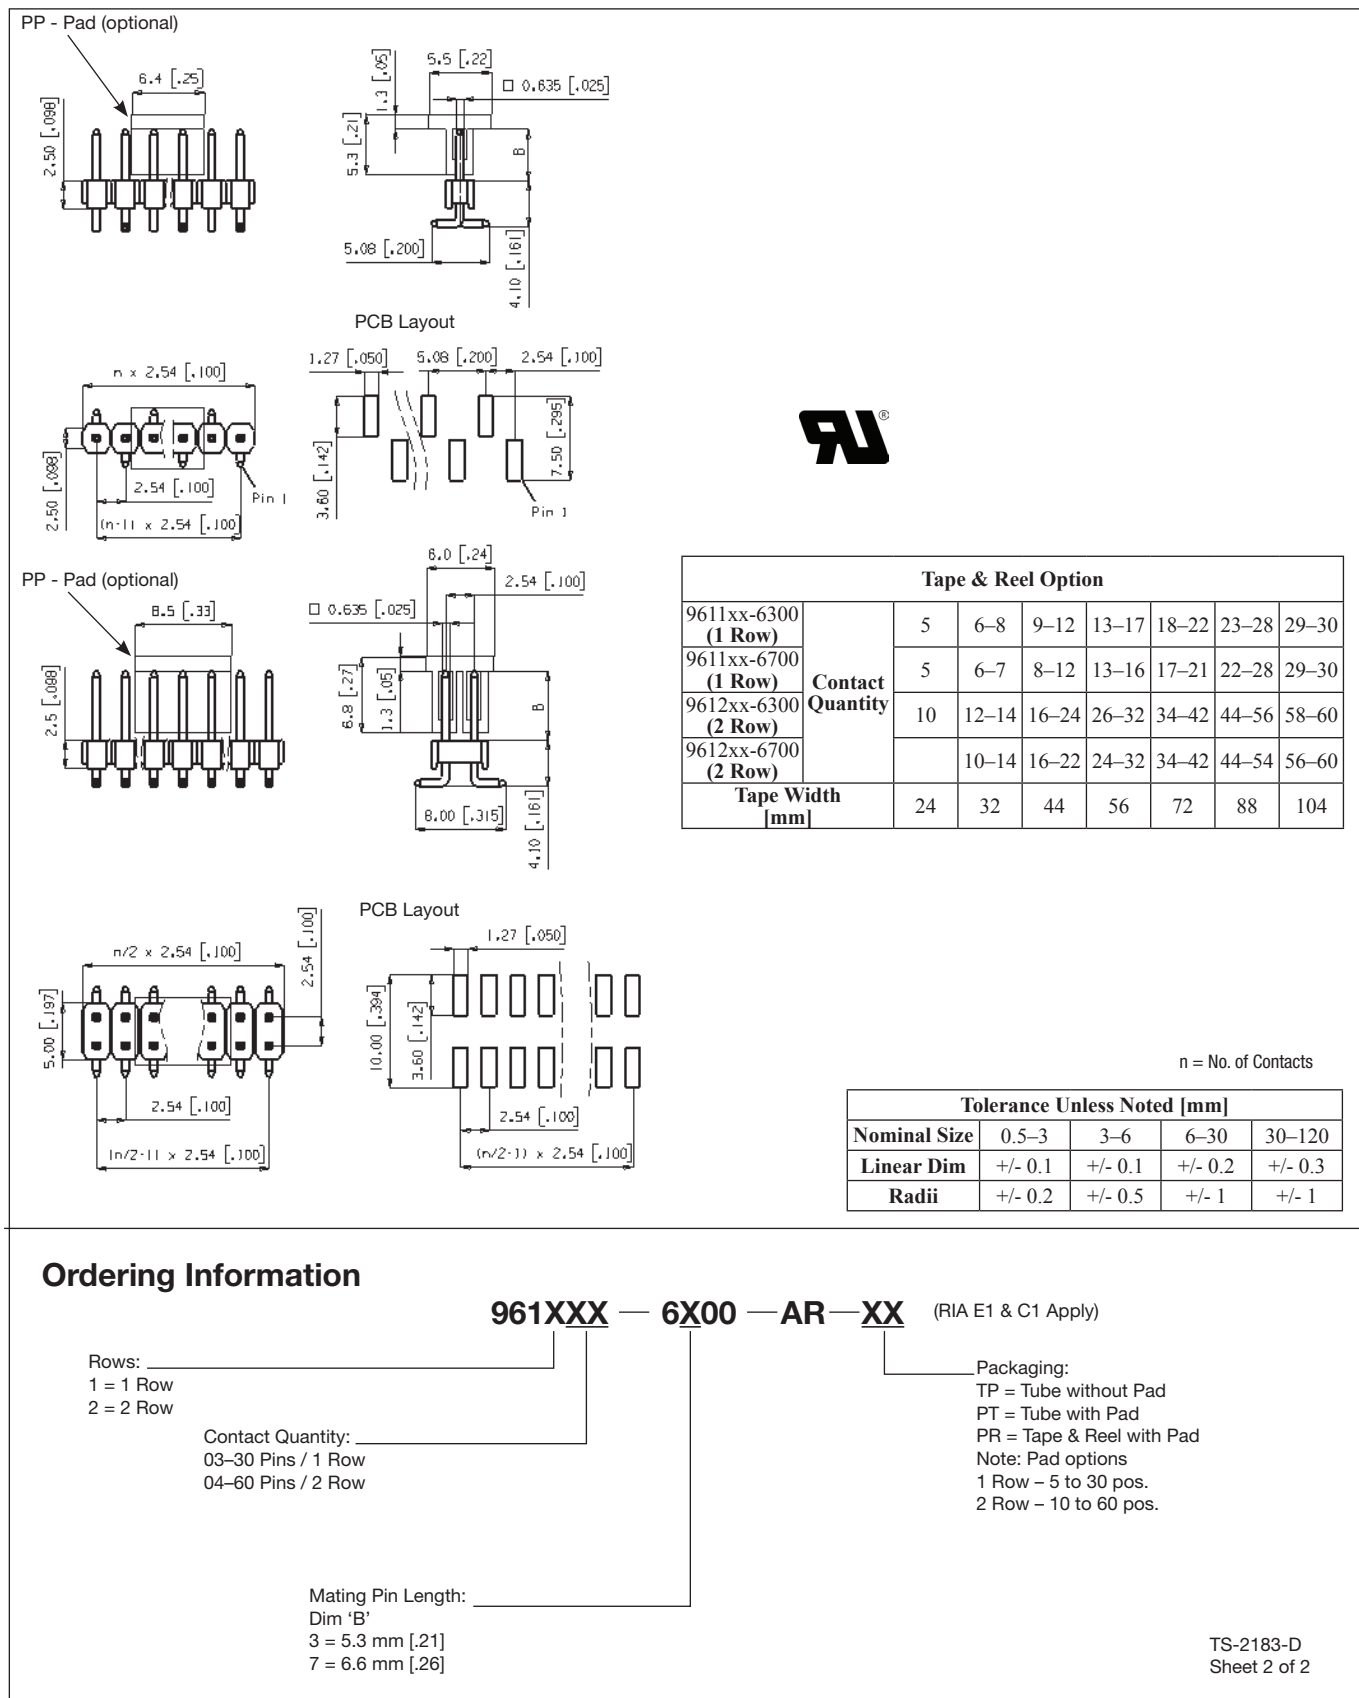 PP - Pad (optional)
6.4 [.25]
2.50 [.098]
1.3 [.05]
5.5 [.22]
□ 0.635 [.025]
5.3 [.21]
B
5.08 [.200]
4.10 [.161]
PCB Layout
n x 2.54 [.100]
1.27 [.050]
5.08 [.200]
2.54 [.100]
2.50 [.098]
2.54 [.100]
(n-1) x 2.54 [.100]
Pin 1
3.60 [.142]
7.50 [.295]
Pin 1
®
PP - Pad (optional)
8.5 [.33]
2.5 [.098]
6.0 [.24]
2.54 [.100]
□ 0.635 [.025]
6.8 [.27]
1.3 [.05]
B
8.00 [.315]
4.10 [.161]
Tape & Reel Option
9611xx-6300 (1 Row) Contact Quantity 5 6–8 9–12 13–17 18–22 23–28 29–30
9611xx-6700 (1 Row) 5 6–7 8–12 13–16 17–21 22–28 29–30
9612xx-6300 (2 Row) 10 12–14 16–24 26–32 34–42 44–56 58–60
9612xx-6700 (2 Row) 10–14 16–22 24–32 34–42 44–54 56–60
Tape Width [mm] 24 32 44 56 72 88 104
PCB Layout
n/2 x 2.54 [.100]
2.54 [.100]
5.00 [.197]
2.54 [.100]
(n/2-1) x 2.54 [.100]
1.27 [.050]
10.00 [.394]
3.60 [.142]
2.54 [.100]
(n/2-1) x 2.54 [.100]
n = No. of Contacts
Tolerance Unless Noted [mm]
Nominal Size 0.5–3 3–6 6–30 30–120
Linear Dim +/- 0.1 +/- 0.1 +/- 0.2 +/- 0.3
Radii +/- 0.2 +/- 0.5 +/- 1 +/- 1
Ordering Information
961XXX — 6X00 — AR — XX (RIA E1 & C1 Apply)
Rows:
1 = 1 Row
2 = 2 Row
Contact Quantity:
03–30 Pins / 1 Row
04–60 Pins / 2 Row
Packaging:
TP = Tube without Pad
PT = Tube with Pad
PR = Tape & Reel with Pad
Note: Pad options
1 Row – 5 to 30 pos.
2 Row – 10 to 60 pos.
Mating Pin Length:
Dim ‘B’
3 = 5.3 mm [.21]
7 = 6.6 mm [.26]
TS-2183-D
Sheet 2 of 2